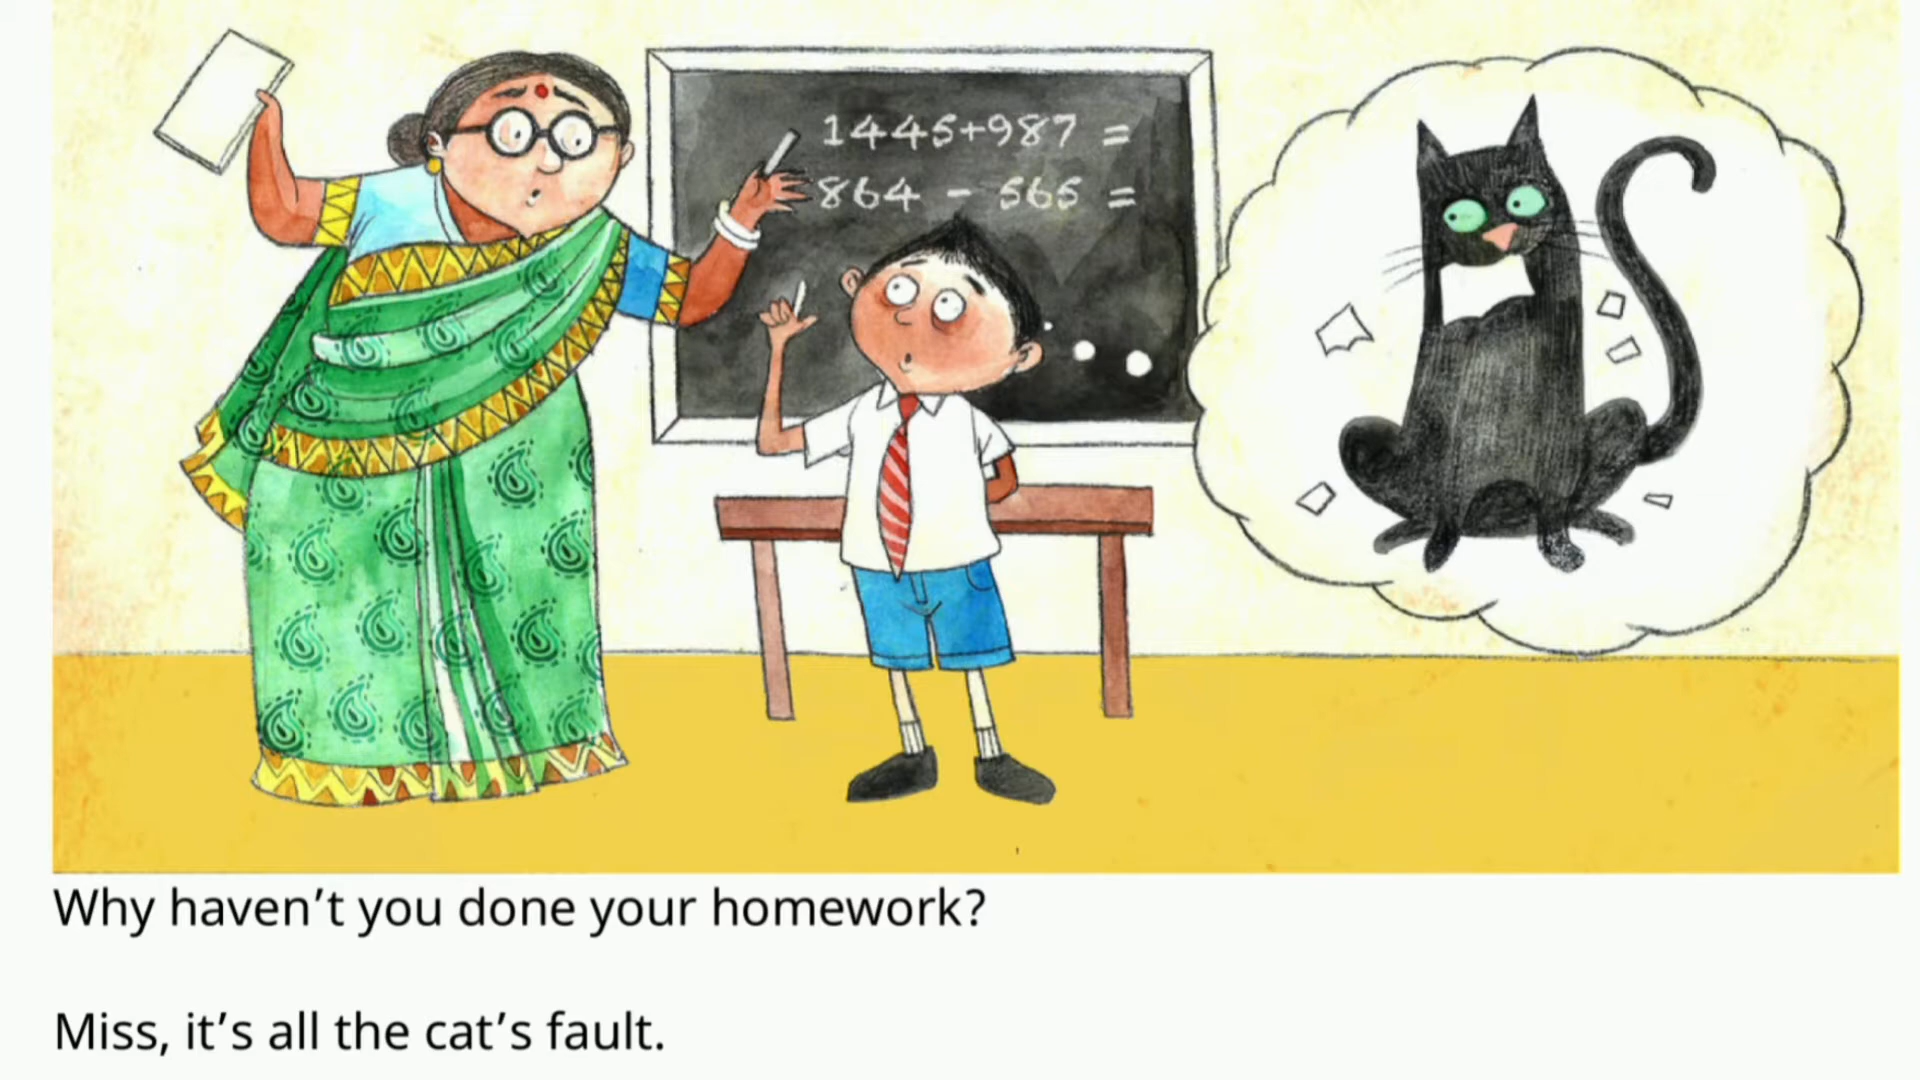 1445+987 =
864 - 565 =
Why haven’t you done your homework?
Miss, it’s all the cat’s fault.